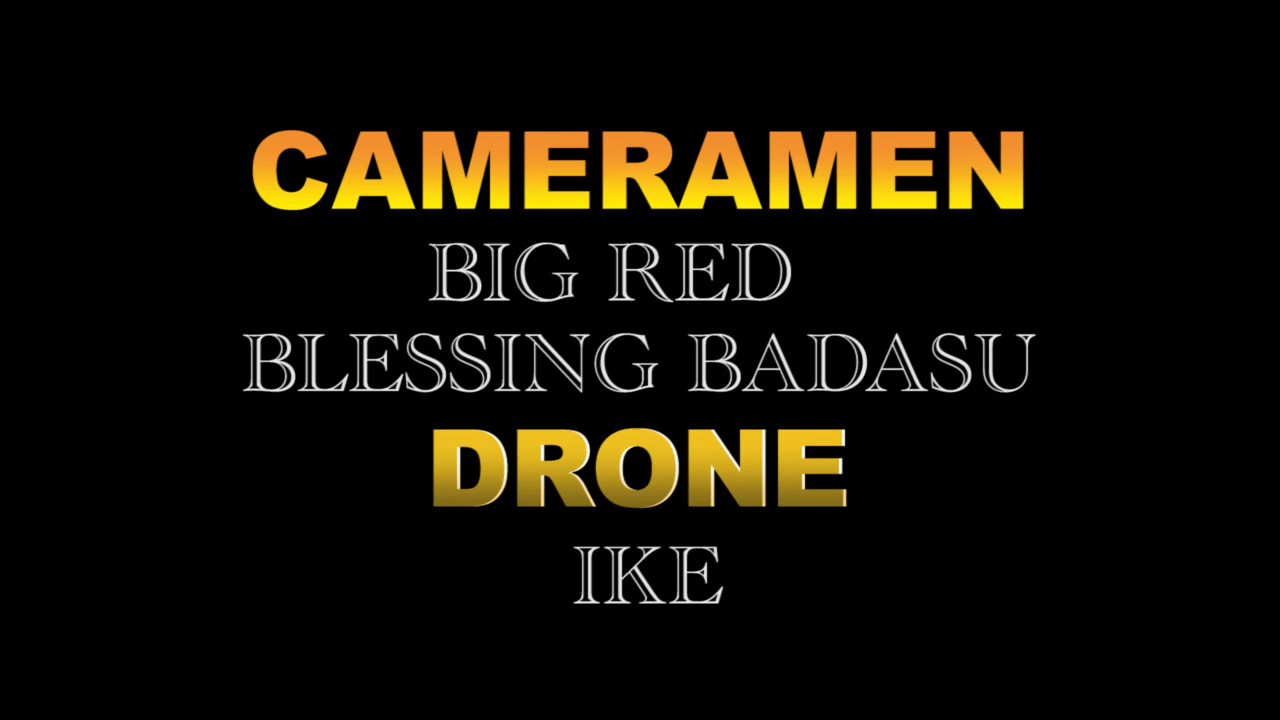 CAMERAMEN
BIG RED
BLESSING BADASU
DRONE
IKE